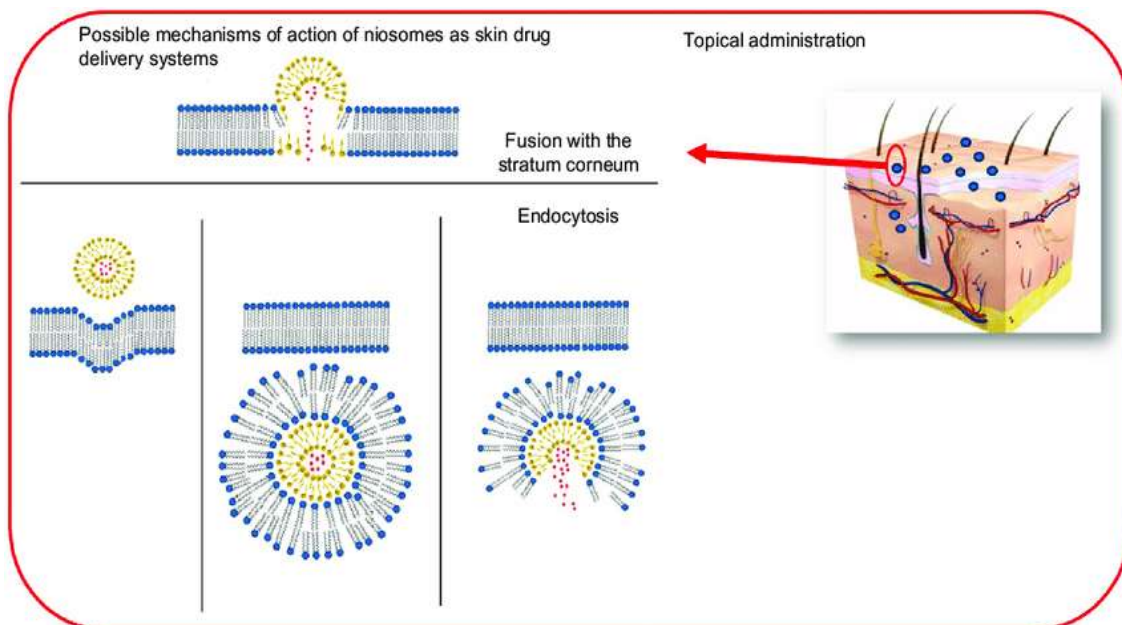 Possible mechanisms of action of niosomes as skin drug
delivery systems
Topical administration
Fusion with the
stratum corneum
Endocytosis